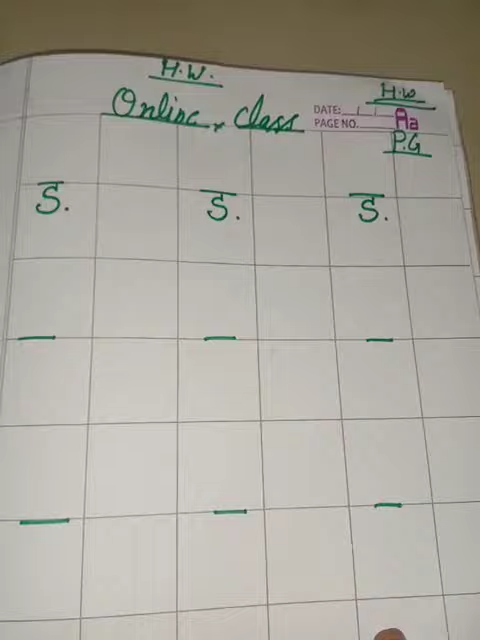 H.W.
H.W
Online class
DATE: / /
PAGE NO. Aa
P.G
ङ ङ ङ